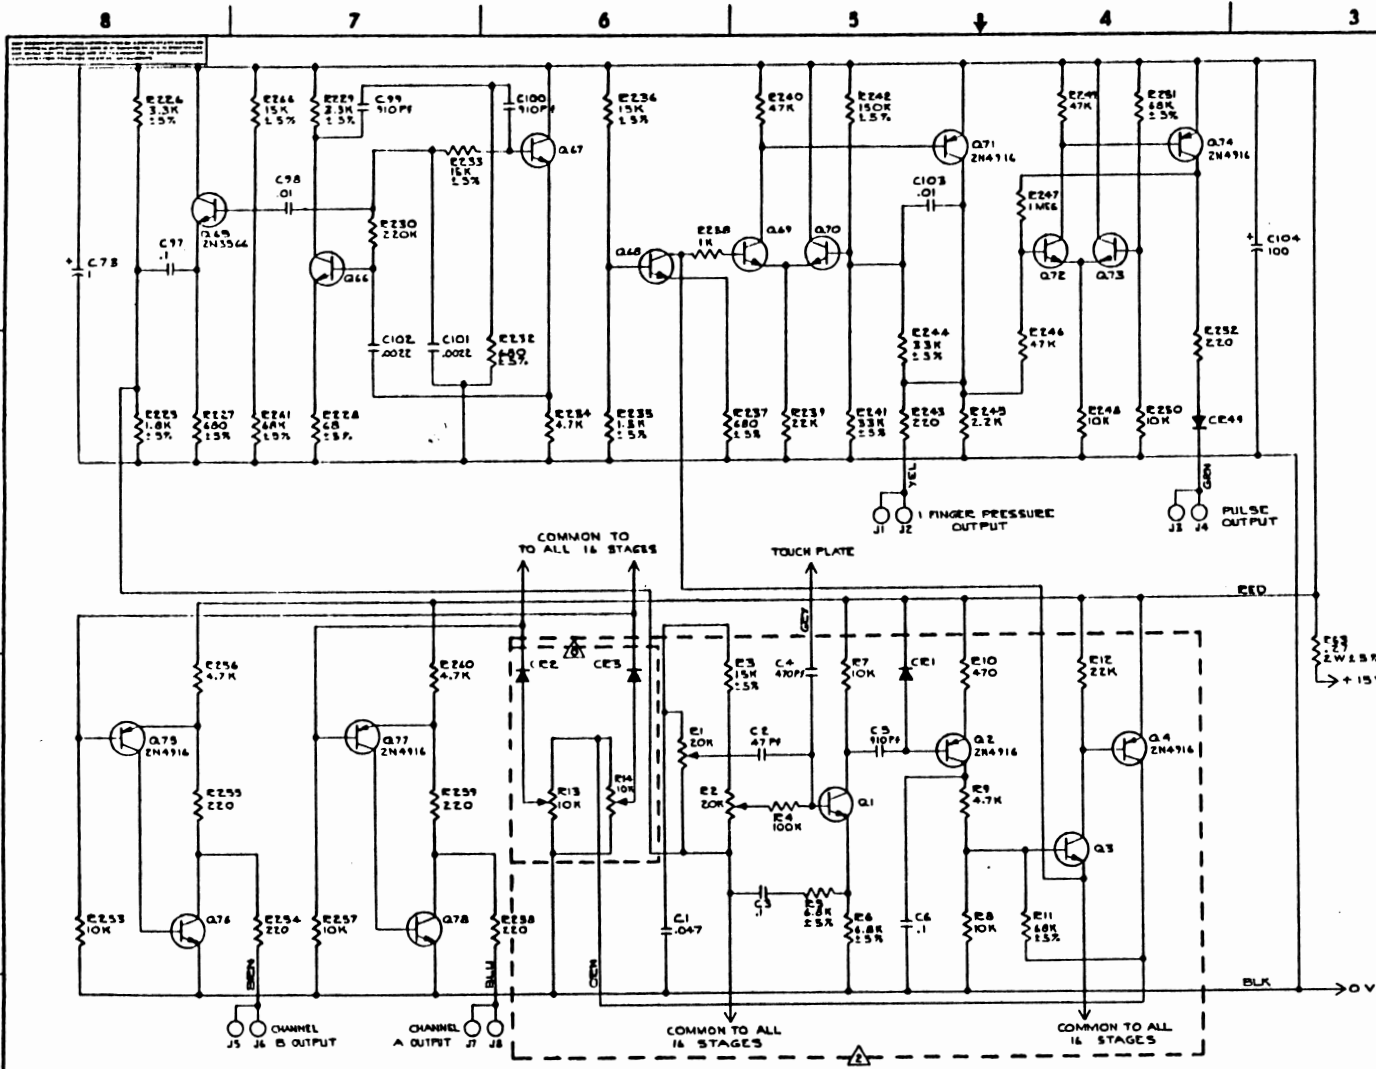 8 7 6 5 4 3
R226
3.3K
±5%
R266
15K
±5%
R229
3.3K
±5%
C99
910Pf
C100
910Pf
Q67
R233
15K
±5%
R236
15K
±5%
R240
47K
R242
150K
±5%
Q71
2N4916
R249
47K
R251
68K
±5%
Q74
2N4916
C98
.01
Q65
2N3566
C97
.1
R230
220K
Q66
Q68
R238
1K
Q69
Q70
C103
.01
R247
1MEG
Q72
Q73
+
C104
100
+
C73
1
C102
.0022
C101
.0022
R232
680
±5%
R244
33K
±5%
R246
47K
R252
220
R225
1.8K
±5%
R227
680
±5%
R261
68K
±5%
R228
68
±5%
R234
4.7K
R235
1.8K
±5%
R237
680
±5%
R239
22K
R241
33K
±5%
R243
220
R245
2.2K
R248
10K
R250
10K
CR49
YEL
GRN
J1
J2
FINGER PRESSURE
OUTPUT
J3
J4
PULSE
OUTPUT
COMMON TO
TO ALL 16 STAGES
TOUCH PLATE
RED
GEY
R256
4.7K
R260
4.7K
CR2
CR3
R3
15K
±5%
C4
470Pf
R7
10K
CR1
R10
470
R12
22K
2W ±5%
+15V
Q75
2N4916
Q77
2N4916
R1
20K
C2
47Pf
C5
910Pf
Q2
2N4916
Q4
2N4916
R255
220
R259
220
R13
10K
R14
10K
R2
20K
R4
100K
Q1
R9
4.7K
Q3
R253
10K
Q76
R254
220
R257
10K
Q78
R258
220
C1
.047
C3
.1
R5
6.8K
±5%
R6
6.8K
±5%
C6
.1
R8
10K
R11
68K
±5%
BRN
BLU
BLK
0V
J5
J6
CHANNEL
B OUTPUT
CHANNEL
A OUTPUT
J7
J8
COMMON TO ALL
16 STAGES
COMMON TO ALL
16 STAGES
2